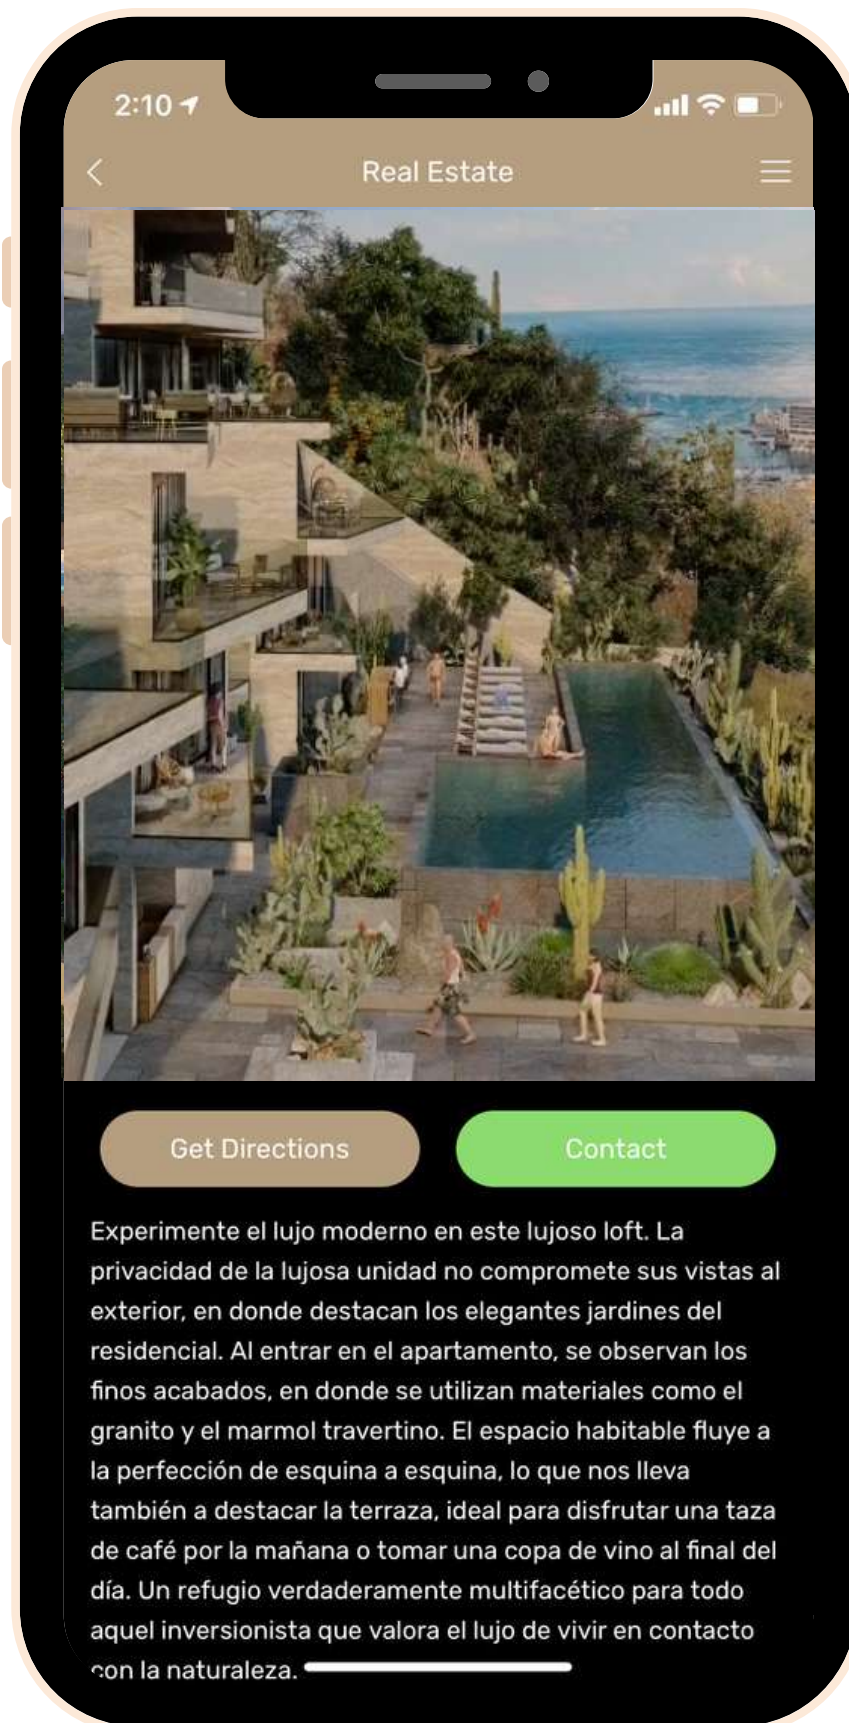 2:10
Real Estate
Get Directions
Contact
Experimente el lujo moderno en este lujoso loft. La
privacidad de la lujosa unidad no compromete sus vistas al
exterior, en donde destacan los elegantes jardines del
residencial. Al entrar en el apartamento, se observan los
finos acabados, en donde se utilizan materiales como el
granito y el marmol travertino. El espacio habitable fluye a
la perfección de esquina a esquina, lo que nos lleva
también a destacar la terraza, ideal para disfrutar una taza
de café por la mañana o tomar una copa de vino al final del
día. Un refugio verdaderamente multifacético para todo
aquel inversionista que valora el lujo de vivir en contacto
con la naturaleza.